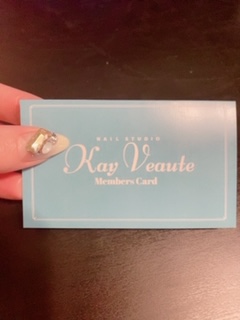 NAIL STUDIO
Kay Veaute
Members Card